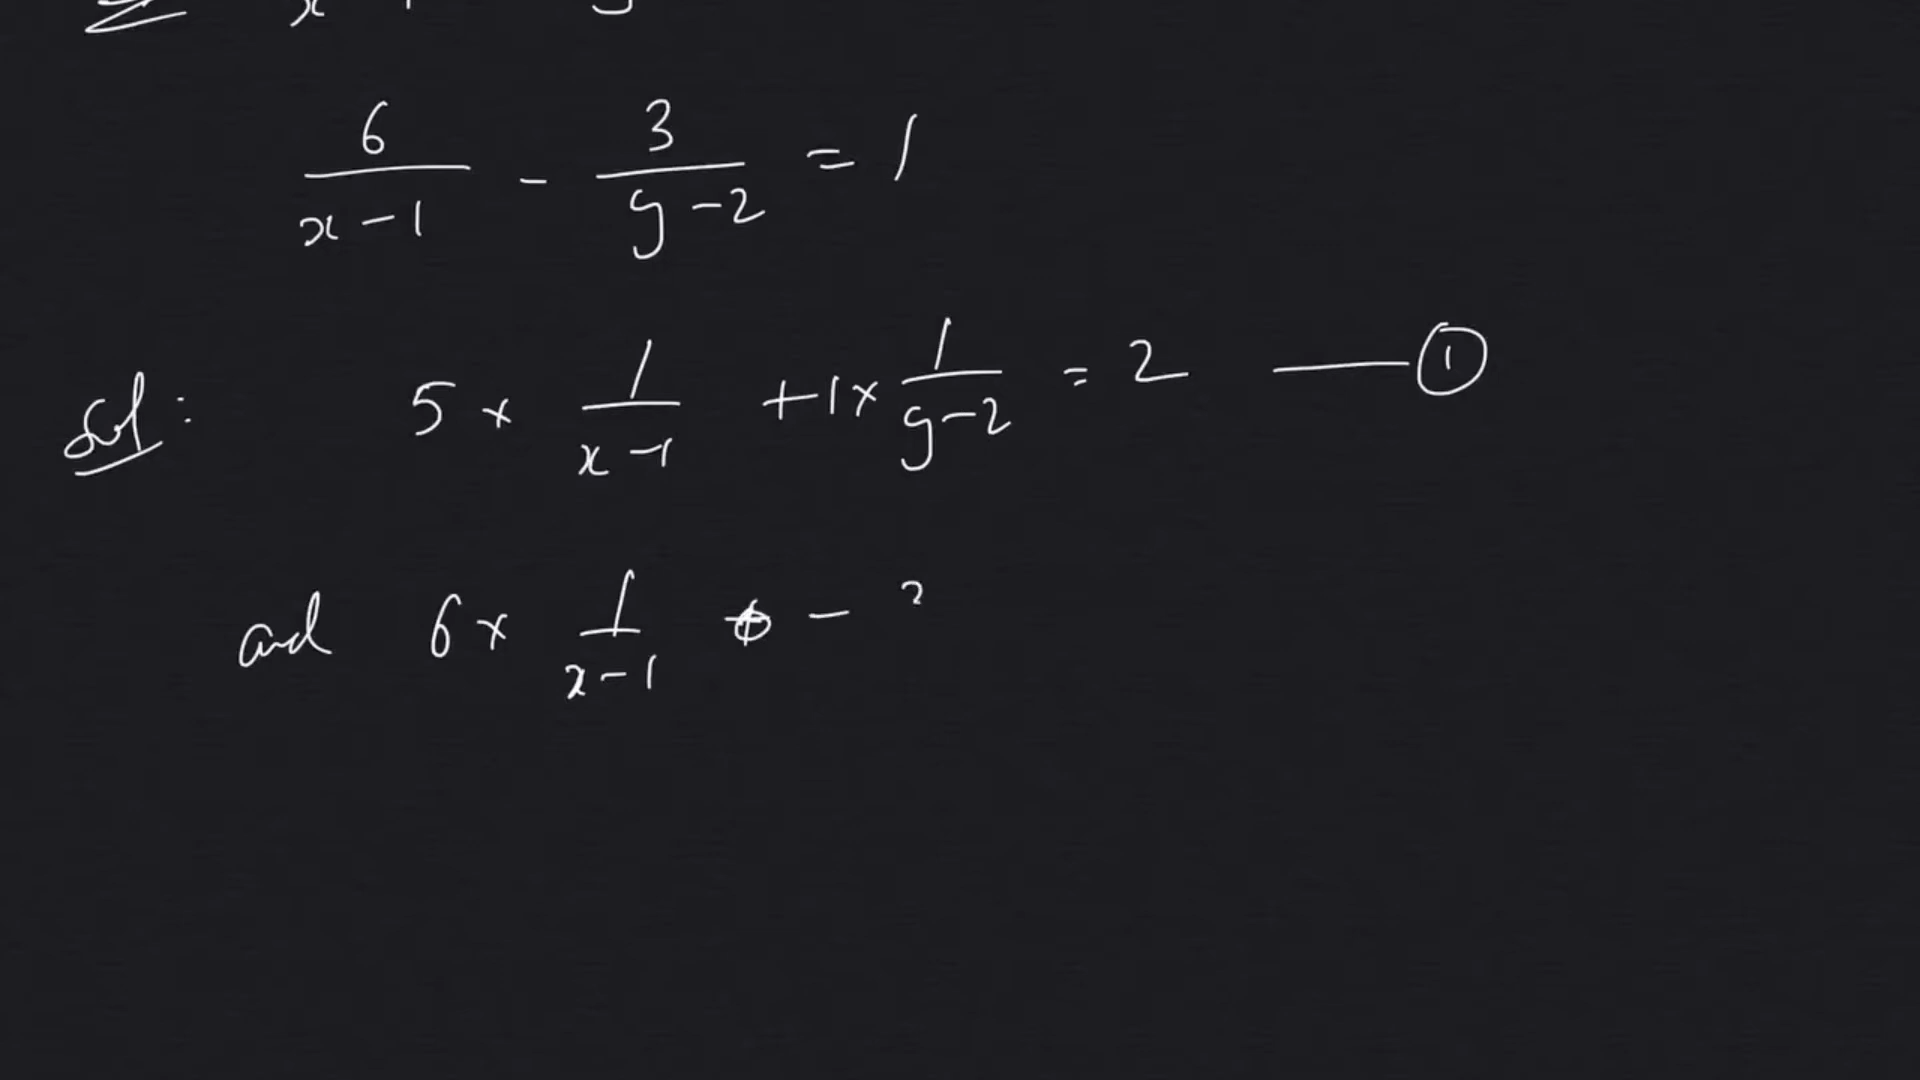 6/(x-1) - 3/(y-2) = 1
Sol: 5 × 1/(x-1) + 1 × 1/(y-2) = 2 —— ①
and 6 × 1/(x-1) -